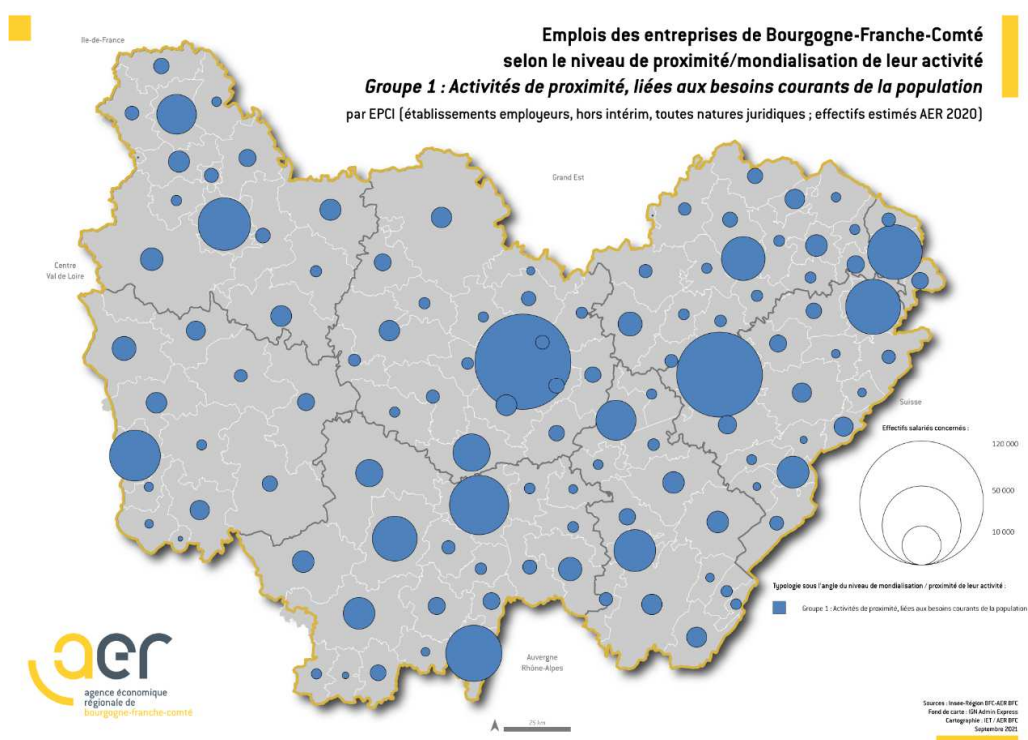 Emplois des entreprises de Bourgogne-Franche-Comté
selon le niveau de proximité/mondialisation de leur activité
Groupe 1 : Activités de proximité, liées aux besoins courants de la population
par EPCI (établissements employeurs, hors intérim, toutes natures juridiques ; effectifs estimés AER 2020)
Ile-de-France
Grand Est
Centre
Val de Loire
Suisse
Effectifs salariés concernés :
120 000
50 000
10 000
Typologie sous l'angle du niveau de mondialisation / proximité de leur activité :
Groupe 1 : Activités de proximité, liées aux besoins courants de la population
Auvergne
Rhône-Alpes
aer
agence économique
régionale de
bourgogne-franche-comté
25 km
Sources : Insee-Région BFC-AER BFC
Fond de carte : IGN Admin Express
Cartographie : IET / AER BFC
Septembre 2021